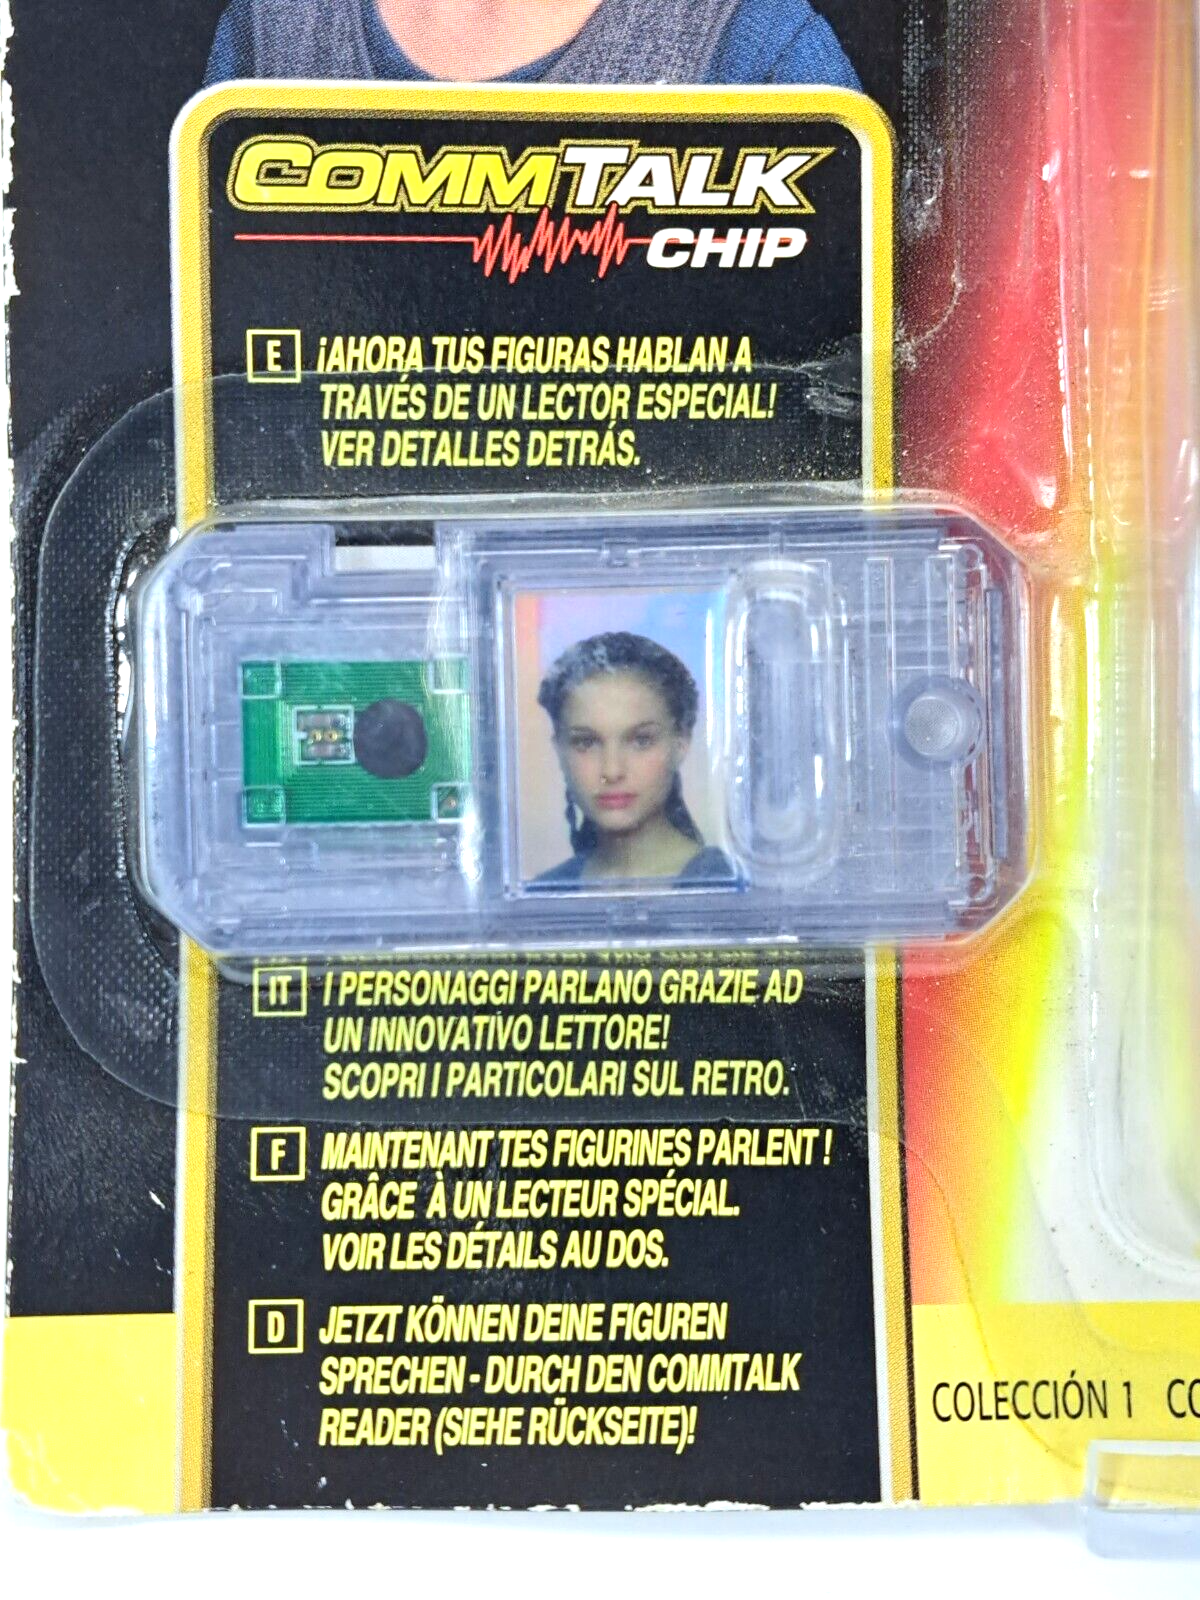 COMMTALK
CHIP
E ¡AHORA TUS FIGURAS HABLAN A
TRAVÉS DE UN LECTOR ESPECIAL!
VER DETALLES DETRÁS.
IT I PERSONAGGI PARLANO GRAZIE AD
UN INNOVATIVO LETTORE!
SCOPRI I PARTICOLARI SUL RETRO.
F MAINTENANT TES FIGURINES PARLENT !
GRÂCE À UN LECTEUR SPÉCIAL.
VOIR LES DÉTAILS AU DOS.
D JETZT KÖNNEN DEINE FIGUREN
SPRECHEN - DURCH DEN COMMTALK
READER (SIEHE RÜCKSEITE)!
COLECCIÓN 1 CO